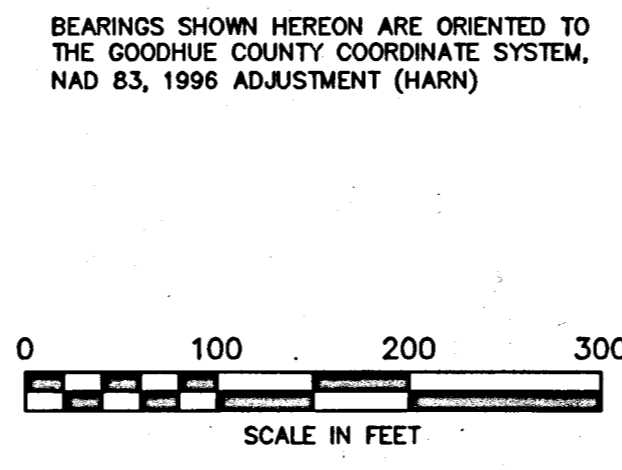 BEARINGS SHOWN HEREON ARE ORIENTED TO
THE GOODHUE COUNTY COORDINATE SYSTEM,
NAD 83, 1996 ADJUSTMENT (HARN)
0 100 200 300
SCALE IN FEET